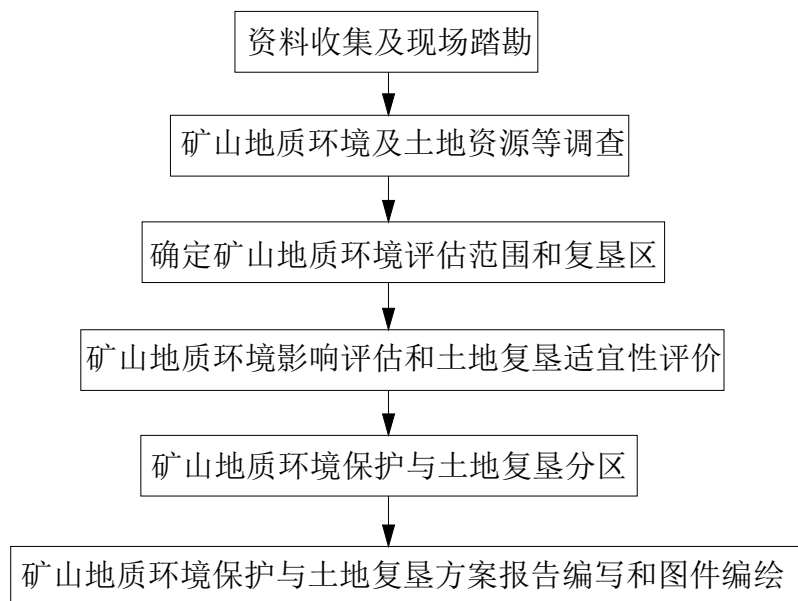 资料收集及现场踏勘
矿山地质环境及土地资源等调查
确定矿山地质环境评估范围和复垦区
矿山地质环境影响评估和土地复垦适宜性评价
矿山地质环境保护与土地复垦分区
矿山地质环境保护与土地复垦方案报告编写和图件编绘